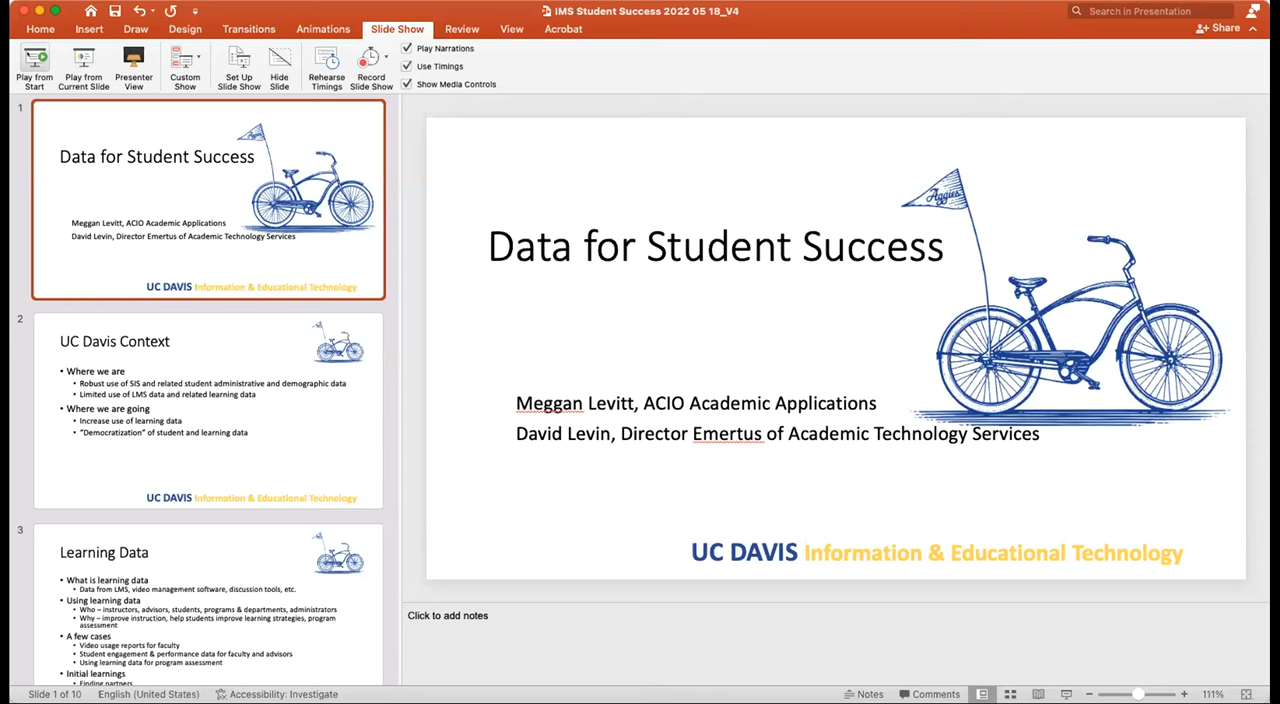 IMS Student Success 2022 05 18_V4
Search in Presentation
Home Insert Draw Design Transitions Animations Slide Show Review View Acrobat
Share
Play from Start
Play from Current Slide
Presenter View
Custom Show
Set Up Slide Show
Hide Slide
Rehearse Timings
Record Slide Show
Play Narrations
Use Timings
Show Media Controls
1
Aggies
Data for Student Success
Meggan Levitt, ACIO Academic Applications
David Levin, Director Emertus of Academic Technology Services
UC DAVIS Information & Educational Technology
2
UC Davis Context
• Where we are
• Robust use of SIS and related student administrative and demographic data
• Limited use of LMS data and related learning data
• Where we are going
• Increase use of learning data
• "Democratization" of student and learning data
UC DAVIS Information & Educational Technology
3
Learning Data
• What is learning data
• Data from LMS, video management software, discussion tools, etc.
• Using learning data
• Who – instructors, advisors, students, programs & departments, administrators
• Why – improve instruction, help students improve learning strategies, program
assessment
• A few cases
• Video usage reports for faculty
• Student engagement & performance data for faculty and advisors
• Using learning data for program assessment
• Initial learnings
• Finding partners
Aggies
Data for Student Success
Meggan Levitt, ACIO Academic Applications
David Levin, Director Emertus of Academic Technology Services
UC DAVIS Information & Educational Technology
Click to add notes
Slide 1 of 10 English (United States) Accessibility: Investigate Notes Comments 111%